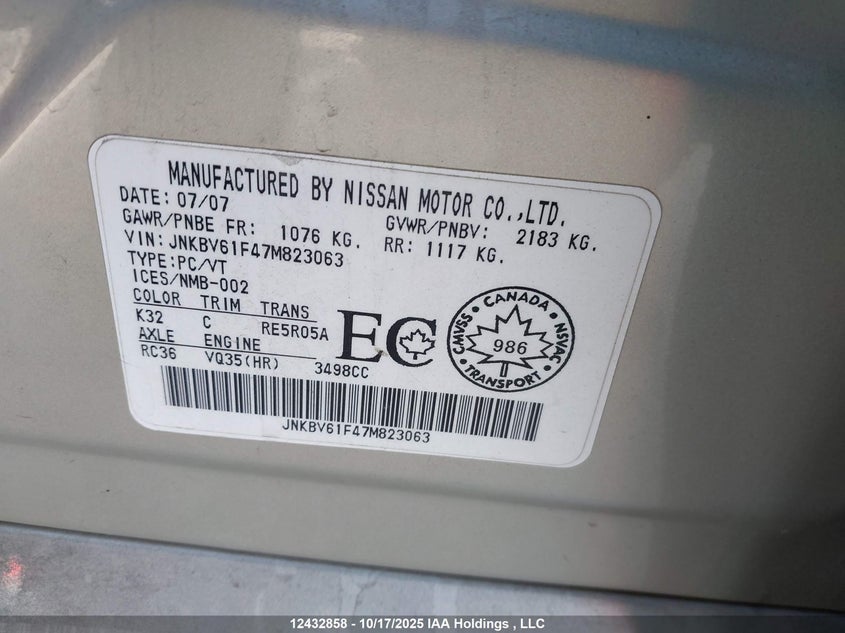 MANUFACTURED BY NISSAN MOTOR CO.,LTD.
DATE: 07/07
GAWR/PNBE FR: 1076 KG. GVWR/PNBV: 2183 KG.
VIN: JNKBV61F47M823063 RR: 1117 KG.
TYPE:PC/VT
ICES/NMB-002
COLOR TRIM TRANS
K32 C RE5R05A
AXLE ENGINE
RC36 VQ35(HR) 3498CC
EC
CANADA
CMVSS NSVAC
986
TRANSPORT
JNKBV61F47M823063
12432858 - 10/17/2025 IAA Holdings , LLC